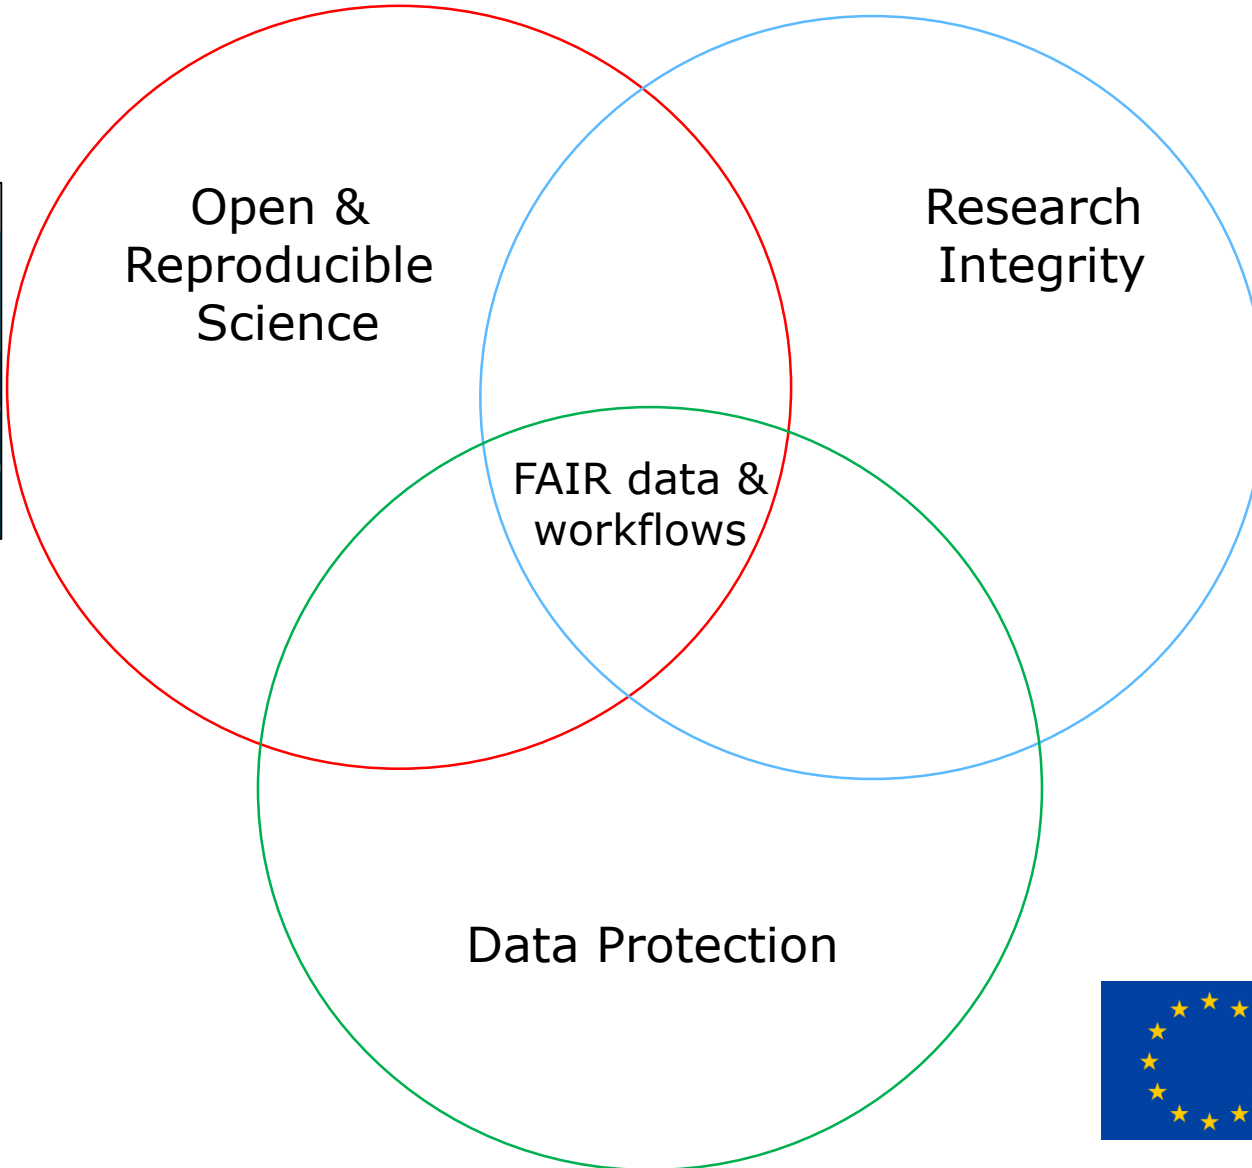 Open &
Reproducible
Science
Research
Integrity
FAIR data &
workflows
Data Protection